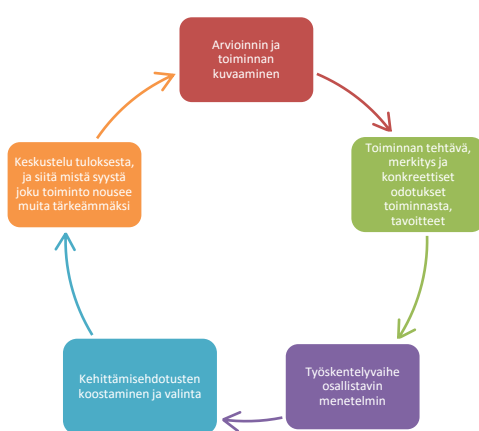 Arvioinnin ja
toiminnan
kuvaaminen
Toiminnan tehtävä,
merkitys ja
konkreettiset
odotukset
toiminnasta,
tavoitteet
Työskentelyvaihe
osallistavin
menetelmin
Kehittämisehdotusten
koostaminen ja valinta
Keskustelu tuloksesta,
ja siitä mistä syystä
joku toiminto nousee
muita tärkeämmäksi